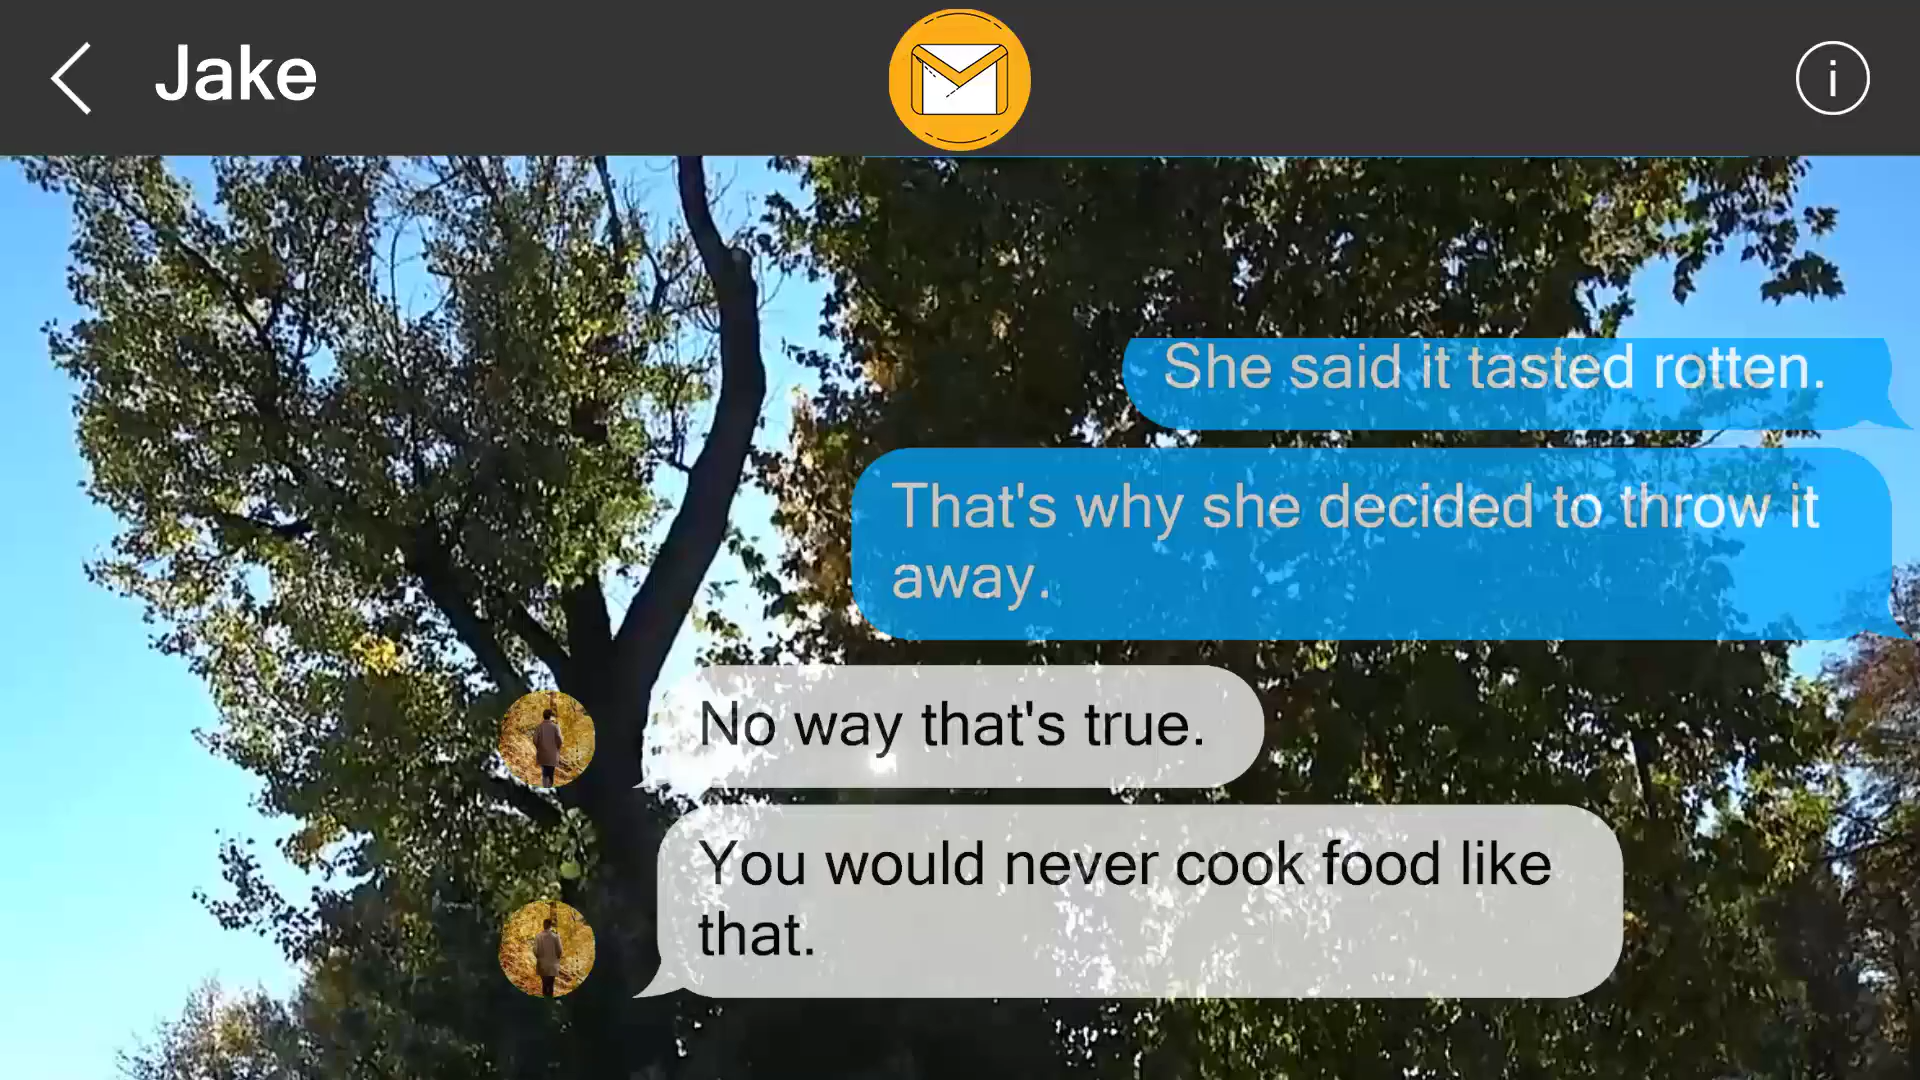 Jake
i
She said it tasted rotten.
That's why she decided to throw it
away.
No way that's true.
You would never cook food like
that.